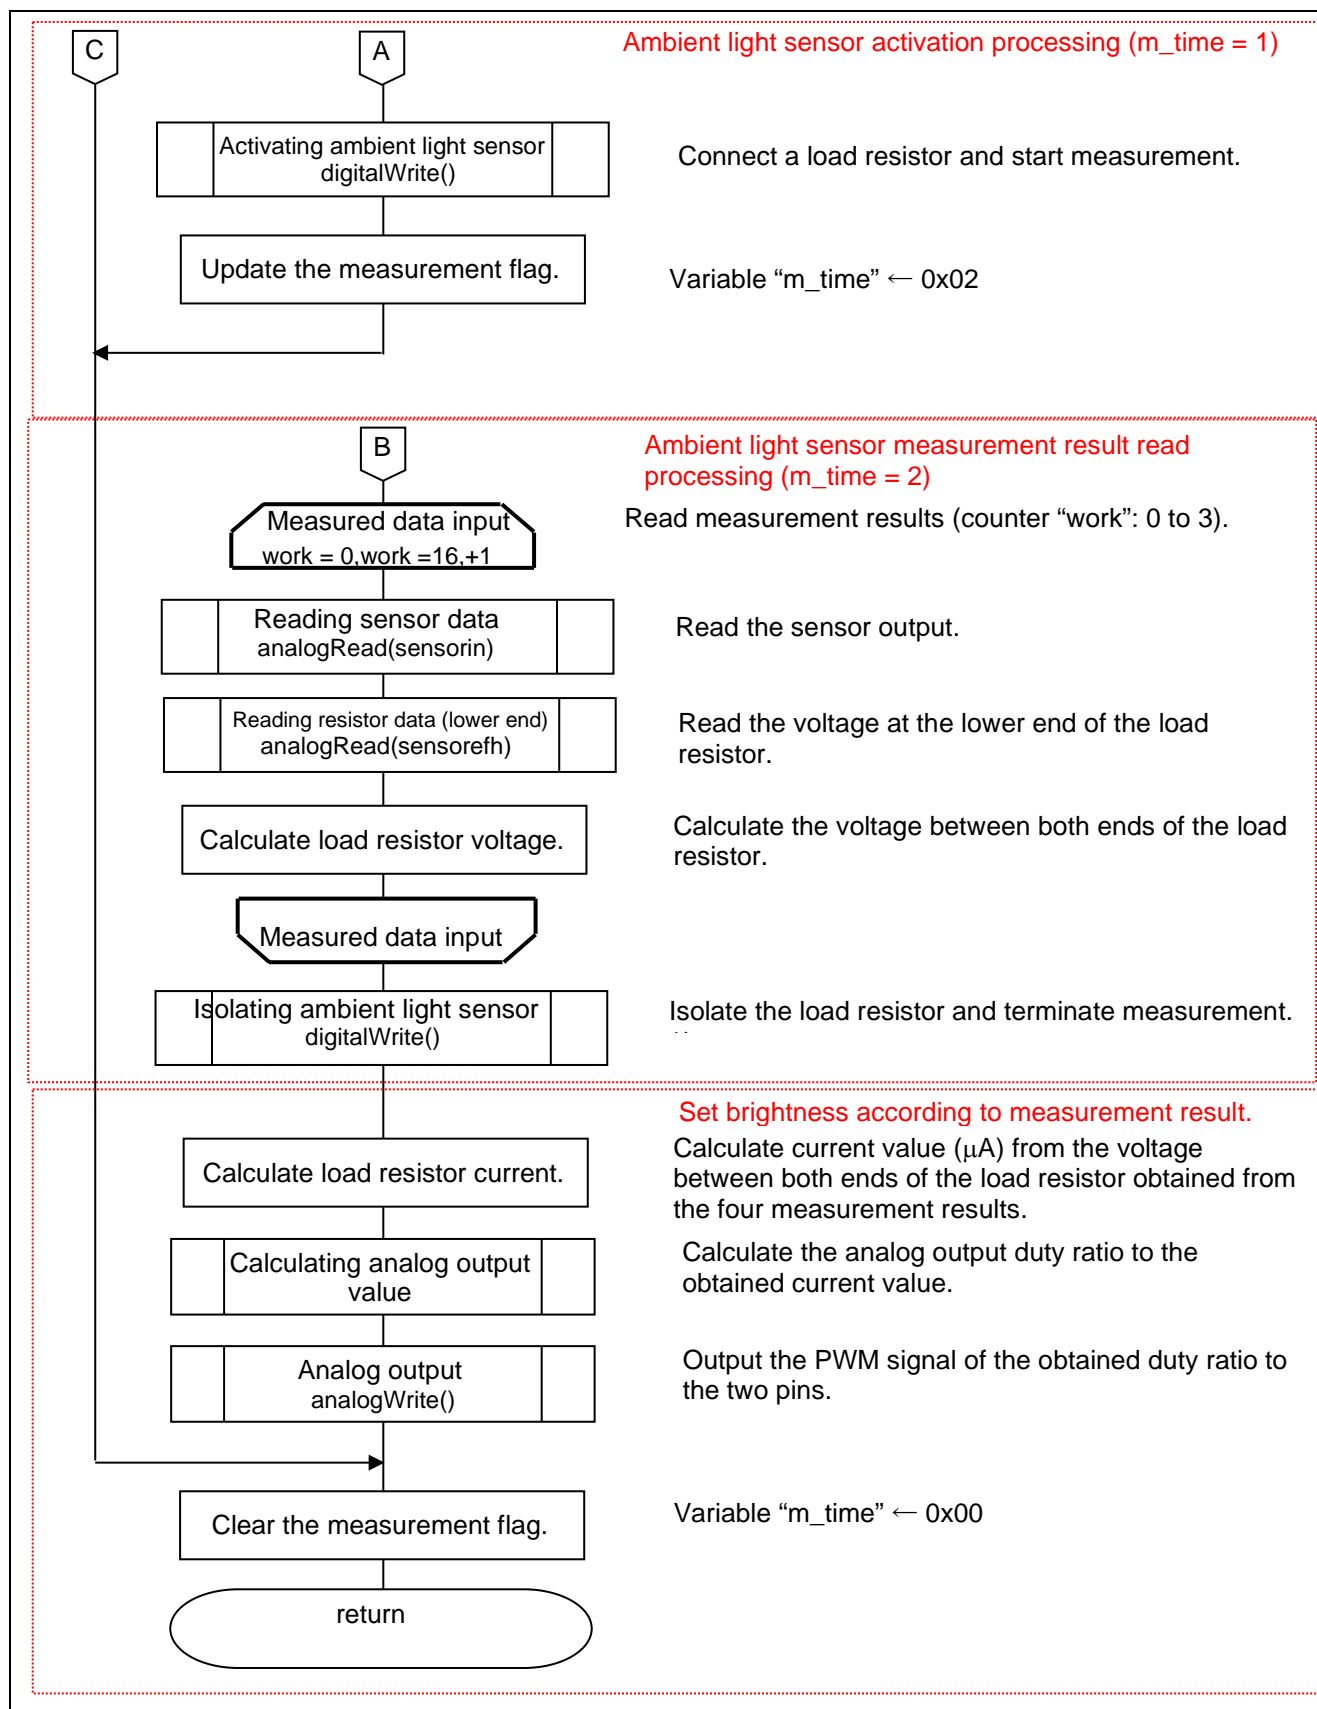 C
A
Ambient light sensor activation processing (m_time = 1)
Activating ambient light sensor
digitalWrite()
Connect a load resistor and start measurement.
Update the measurement flag.
Variable “m_time” ← 0x02
B
Ambient light sensor measurement result read
processing (m_time = 2)
Measured data input
work = 0,work =16,+1
Read measurement results (counter “work”: 0 to 3).
Reading sensor data
analogRead(sensorin)
Read the sensor output.
Reading resistor data (lower end)
analogRead(sensorefh)
Read the voltage at the lower end of the load
resistor.
Calculate load resistor voltage.
Calculate the voltage between both ends of the load
resistor.
Measured data input
Isolating ambient light sensor
digitalWrite()
Isolate the load resistor and terminate measurement.
Set brightness according to measurement result.
Calculate load resistor current.
Calculate current value (μA) from the voltage
between both ends of the load resistor obtained from
the four measurement results.
Calculating analog output
value
Calculate the analog output duty ratio to the
obtained current value.
Analog output
analogWrite()
Output the PWM signal of the obtained duty ratio to
the two pins.
Clear the measurement flag.
Variable “m_time” ← 0x00
return